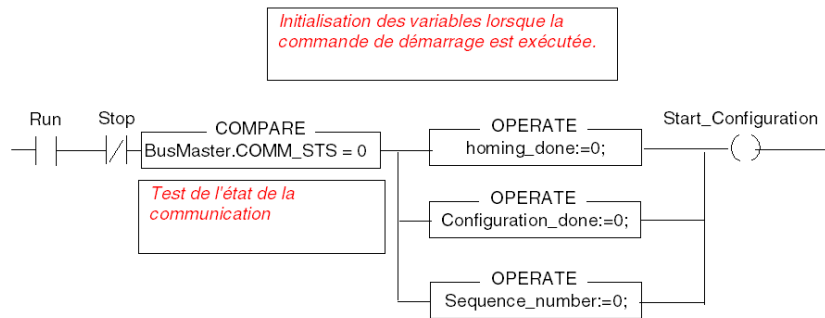 Initialisation des variables lorsque la
commande de démarrage est exécutée.
Run
Stop
COMPARE
BusMaster.COMM_STS = 0
OPERATE
homing_done:=0;
Start_Configuration
Test de l'état de la
communication
OPERATE
Configuration_done:=0;
OPERATE
Sequence_number:=0;